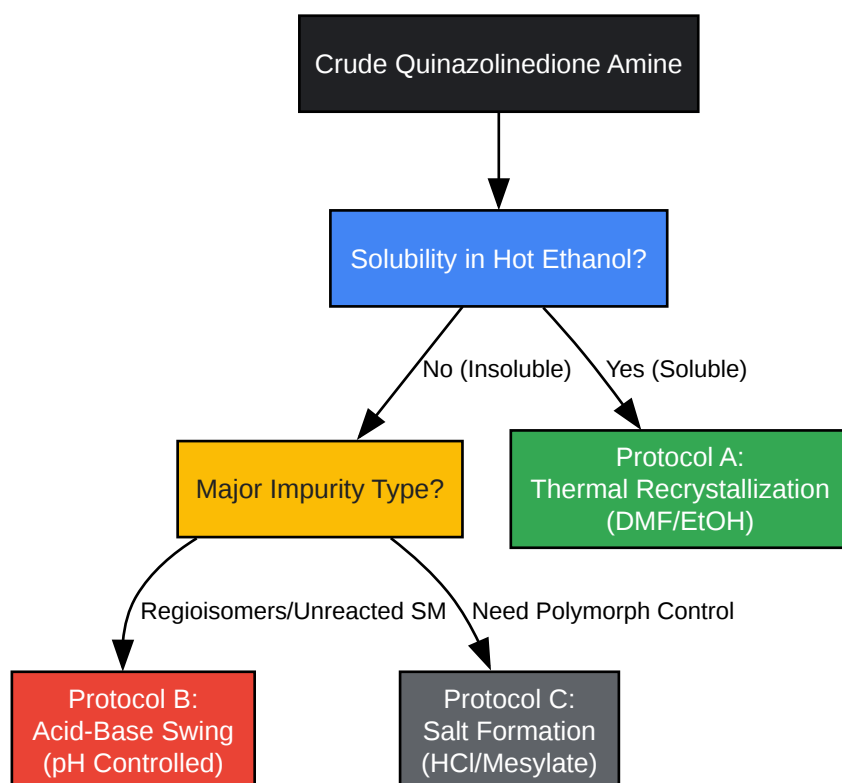 Crude Quinazolinedione Amine
Solubility in Hot Ethanol?
No (Insoluble)
Yes (Soluble)
Major Impurity Type?
Protocol A:
Thermal Recrystallization
(DMF/EtOH)
Regioisomers/Unreacted SM
Need Polymorph Control
Protocol B:
Acid-Base Swing
(pH Controlled)
Protocol C:
Salt Formation
(HCl/Mesylate)